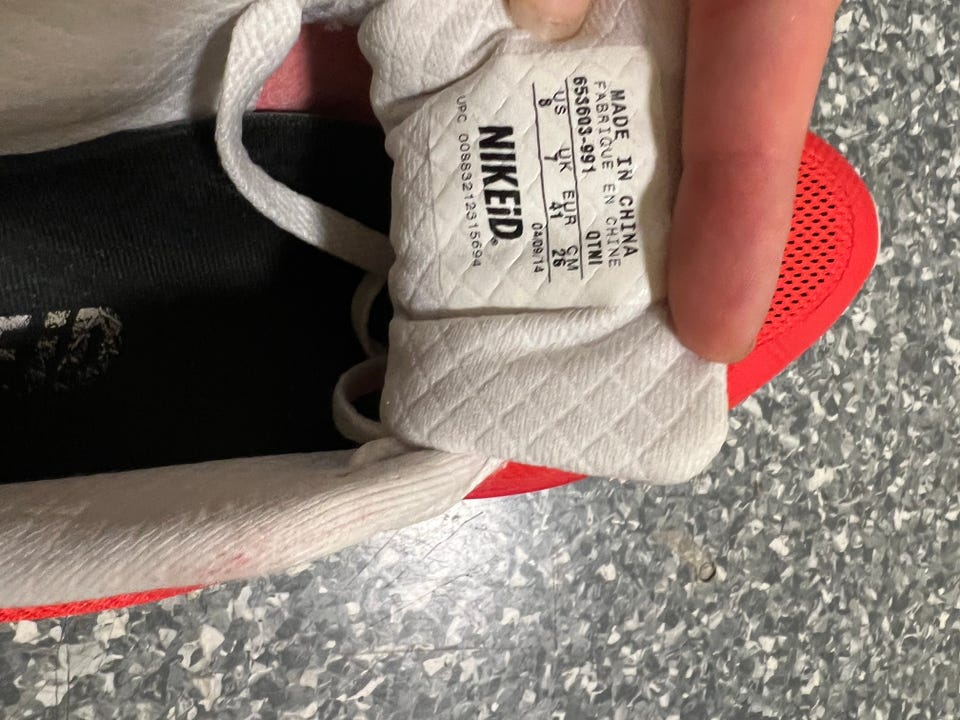 MADE IN CHINA
FABRIQUE EN CHINE
653603-991 QTNI
US UK EUR CM
8 7 41 26
04/09/14
NIKEiD®
UPC 00883212315694